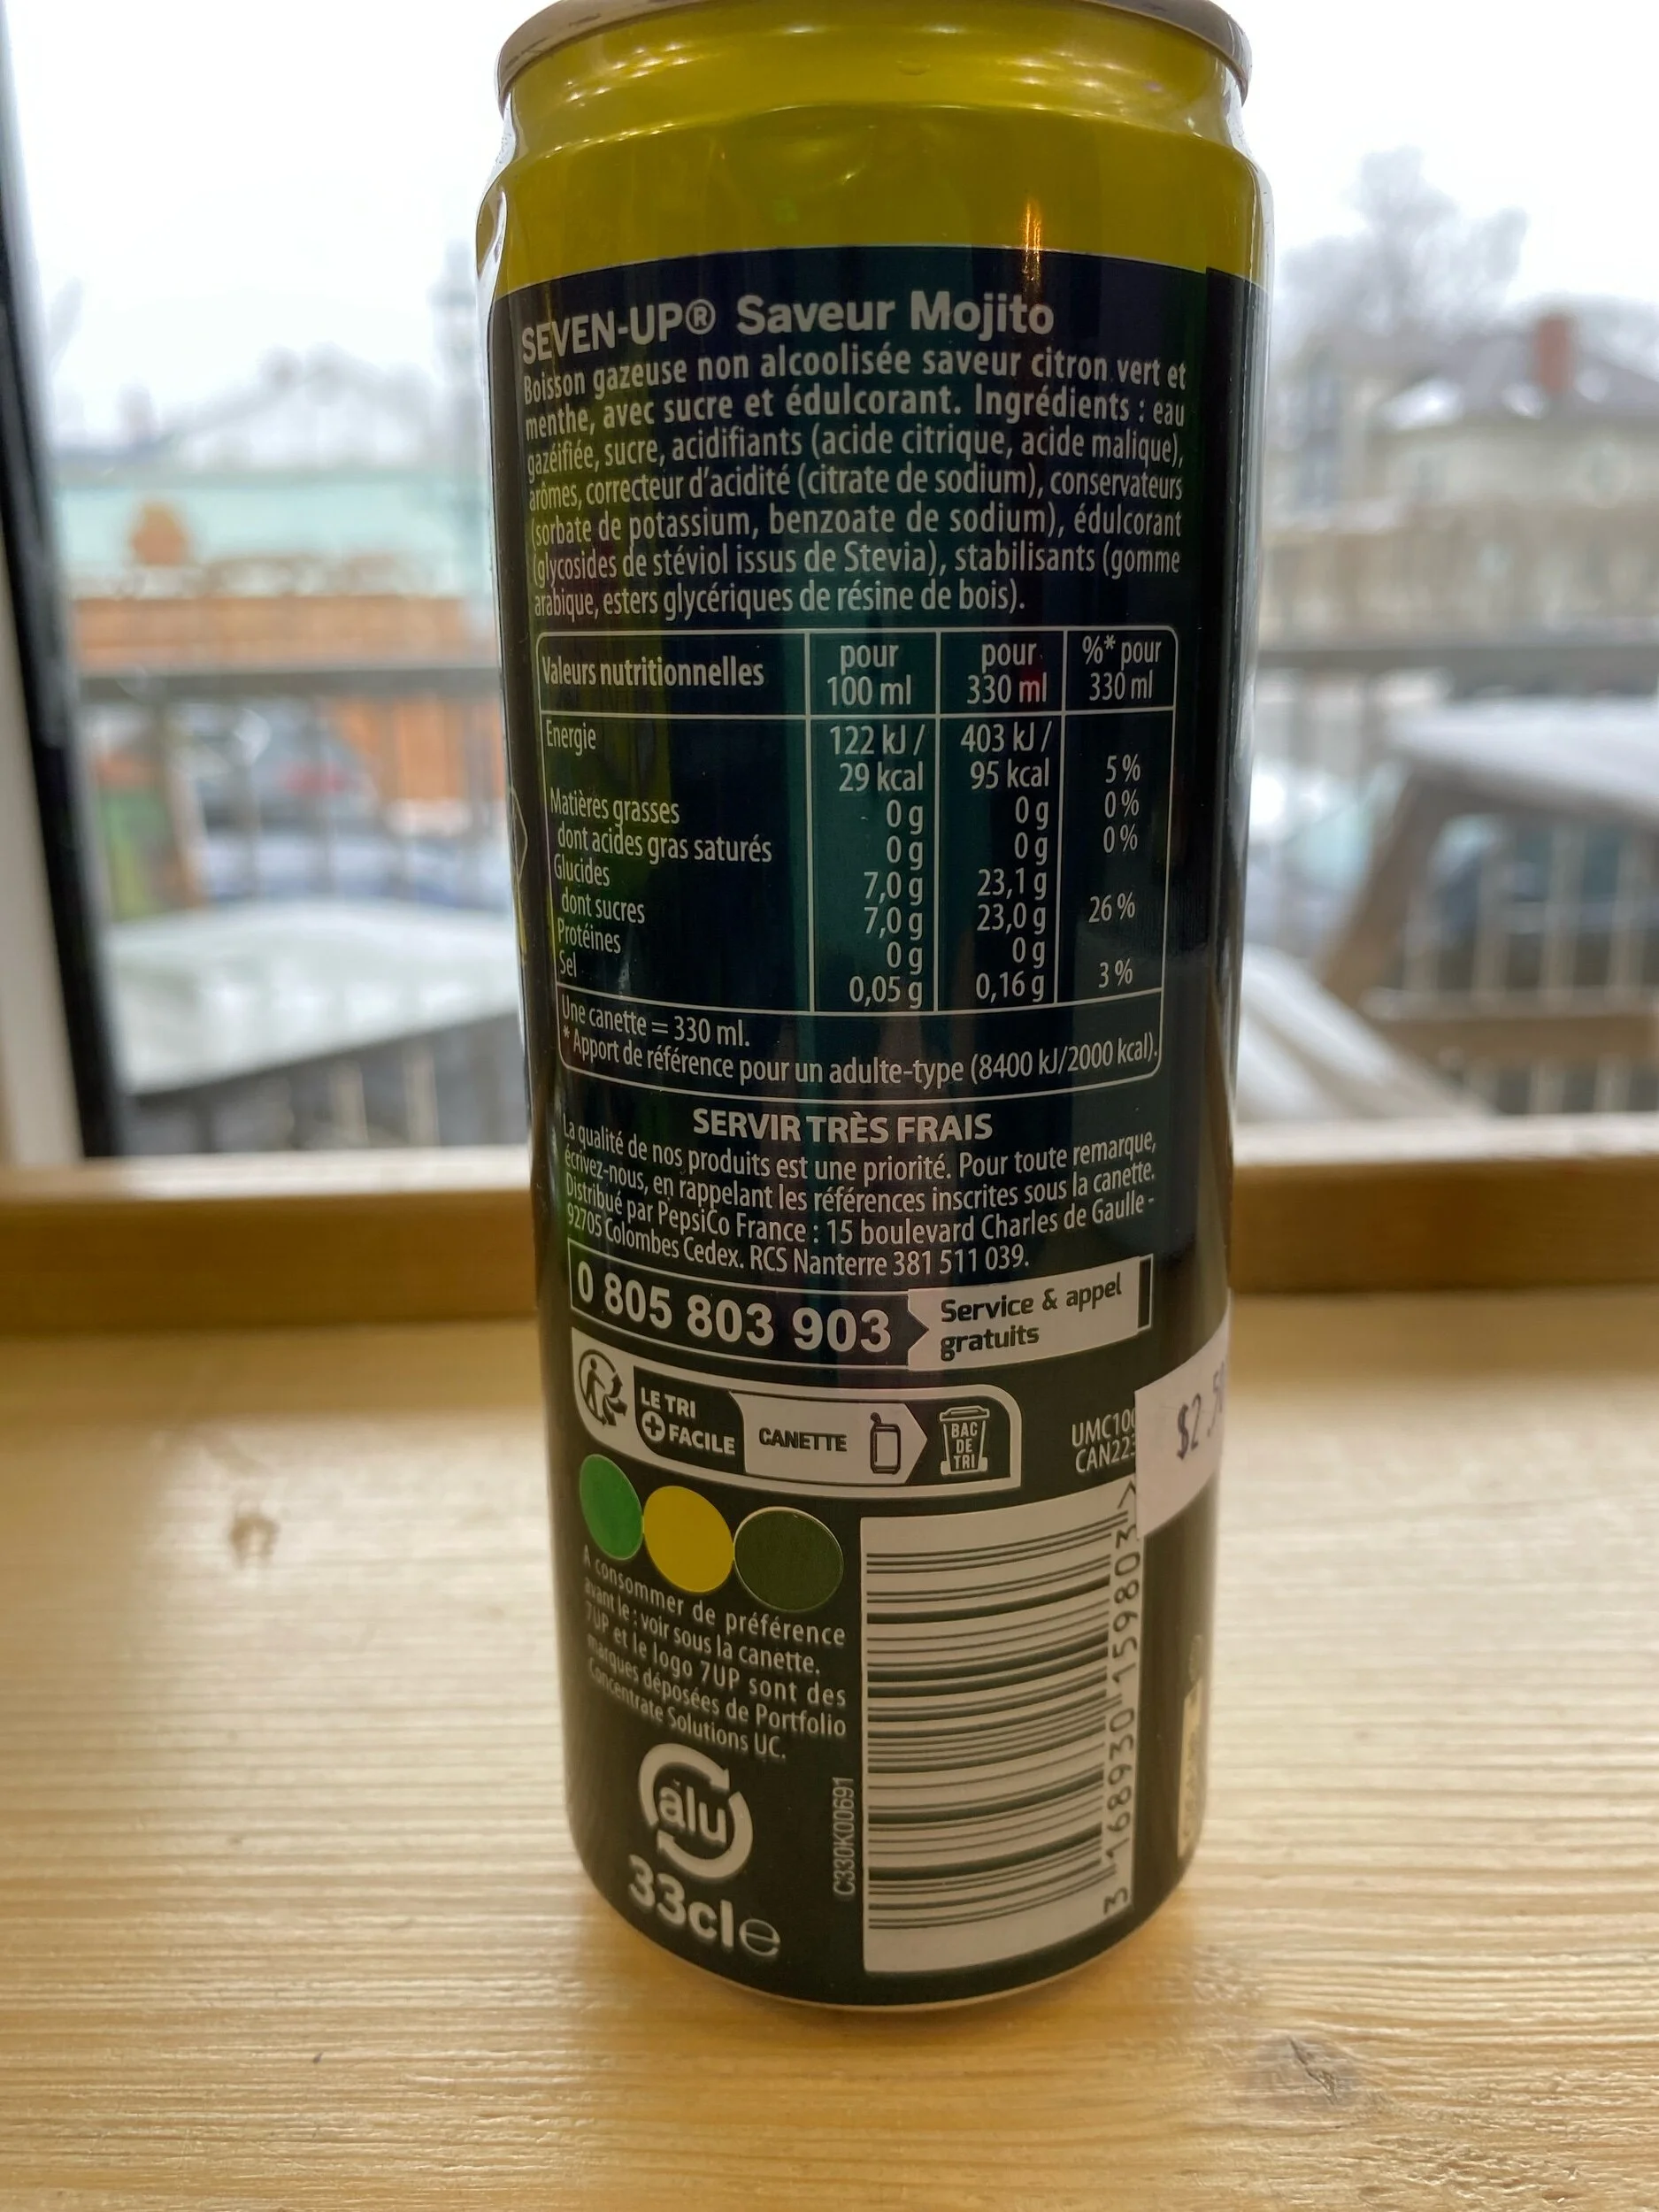 SEVEN-UP® Saveur Mojito
Boisson gazeuse non alcoolisée saveur citron vert et
menthe, avec sucre et édulcorant. Ingrédients : eau
gazéifiée, sucre, acidifiants (acide citrique, acide malique),
arômes, correcteur d'acidité (citrate de sodium), conservateurs
(sorbate de potassium, benzoate de sodium), édulcorant
(glycosides de stéviol issus de Stevia), stabilisants (gomme
arabique, esters glycériques de résine de bois).
Valeurs nutritionnelles pour 100 ml pour 330 ml %* pour 330 ml
Energie 122 kJ / 403 kJ /
29 kcal 95 kcal 5 %
Matières grasses 0 g 0 g 0 %
dont acides gras saturés 0 g 0 g 0 %
Glucides 7,0 g 23,1 g
dont sucres 7,0 g 23,0 g 26 %
Protéines 0 g 0 g
Sel 0,05 g 0,16 g 3 %
Une canette = 330 ml.
* Apport de référence pour un adulte-type (8400 kJ/2000 kcal).
SERVIR TRÈS FRAIS
La qualité de nos produits est une priorité. Pour toute remarque,
écrivez-nous, en rappelant les références inscrites sous la canette.
Distribué par PepsiCo France : 15 boulevard Charles de Gaulle -
92705 Colombes Cedex. RCS Nanterre 381 511 039.
0 805 803 903
Service & appel
gratuits
LE TRI
+ FACILE
CANETTE
BAC
DE
TRI
UMC10
CAN22
$2.50
A consommer de préférence
avant le : voir sous la canette.
7UP et le logo 7UP sont des
marques déposées de Portfolio
Concentrate Solutions UC.
alu
33cl e
C330K00691
3 168930 159803 >